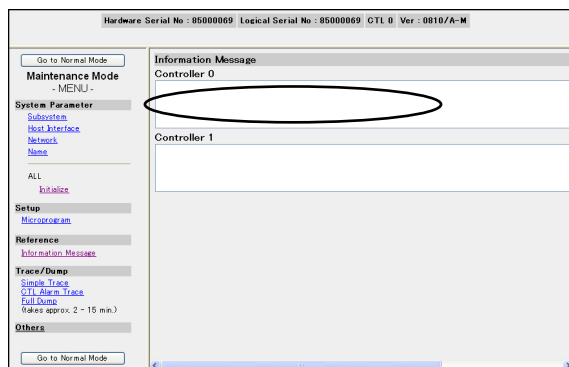 Hardware Serial No : 85000069 Logical Serial No : 85000069 CTL 0 Ver : 0810/A-M
Go to Normal Mode
Maintenance Mode
- MENU -
System Parameter
Subsystem
Host Interface
Network
Name
ALL
Initialize
Setup
Microprogram
Reference
Information Message
Trace/Dump
Simple Trace
CTL Alarm Trace
Full Dump
(takes approx. 2 - 15 min.)
Others
Go to Normal Mode
Information Message
Controller 0
Controller 1